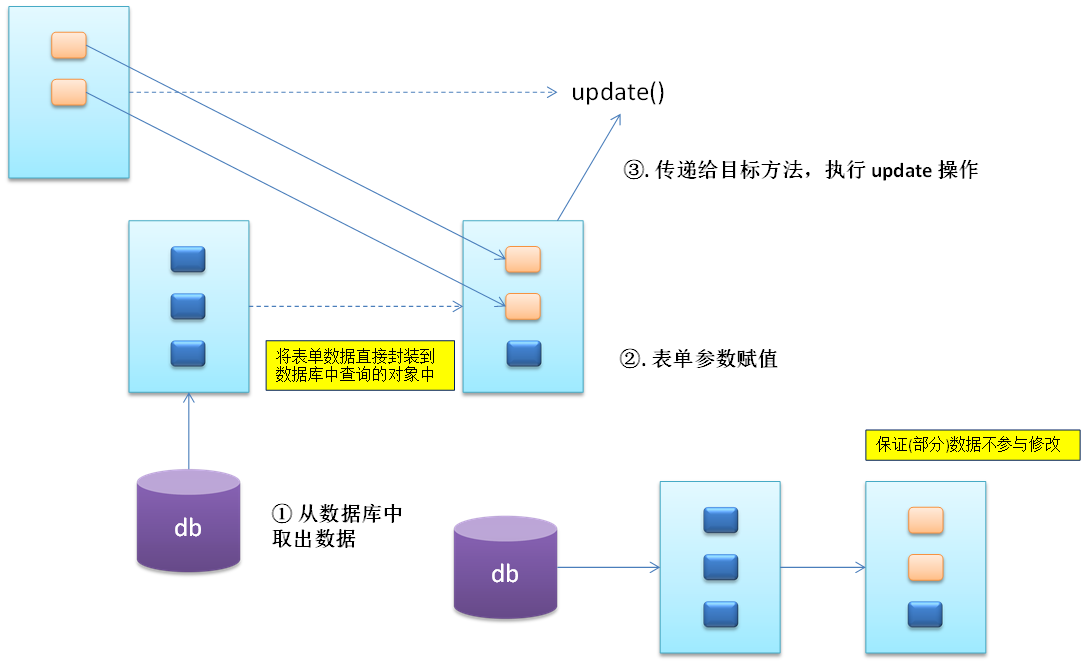 update()
③. 传递给目标方法，执行 update 操作
将表单数据直接封装到
数据库中查询的对象中
②. 表单参数赋值
保证(部分)数据不参与修改
db
① 从数据库中
取出数据
db